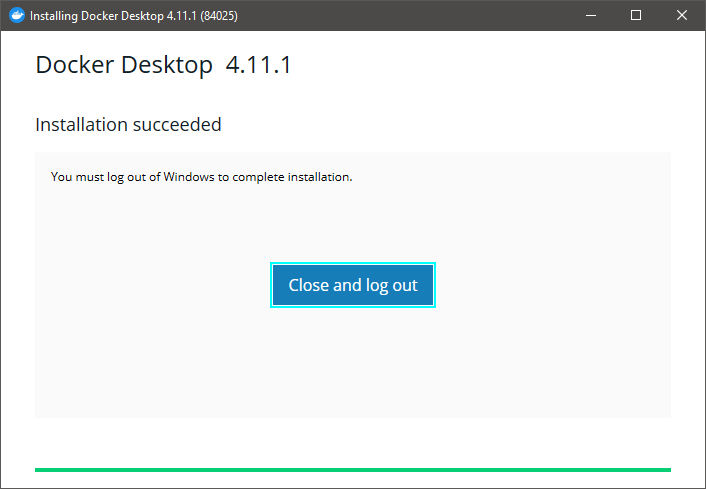 Installing Docker Desktop 4.11.1 (84025)
Docker Desktop 4.11.1
Installation succeeded
You must log out of Windows to complete installation.
Close and log out